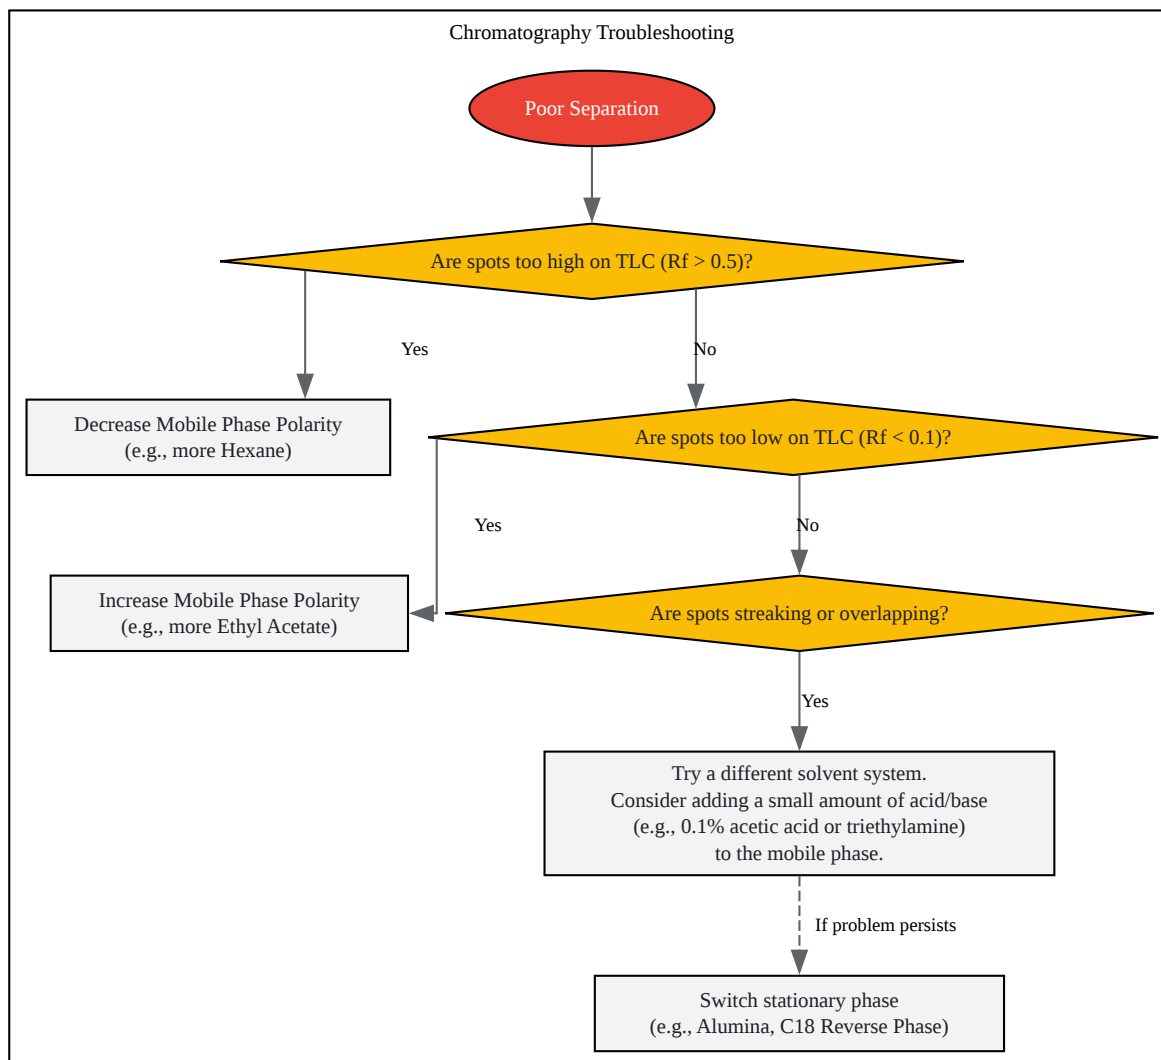 Chromatography Troubleshooting
Poor Separation
Are spots too high on TLC (Rf > 0.5)?
Yes
No
Decrease Mobile Phase Polarity
(e.g., more Hexane)
Are spots too low on TLC (Rf < 0.1)?
Yes
No
Increase Mobile Phase Polarity
(e.g., more Ethyl Acetate)
Are spots streaking or overlapping?
Yes
Try a different solvent system.
Consider adding a small amount of acid/base
(e.g., 0.1% acetic acid or triethylamine)
to the mobile phase.
If problem persists
Switch stationary phase
(e.g., Alumina, C18 Reverse Phase)